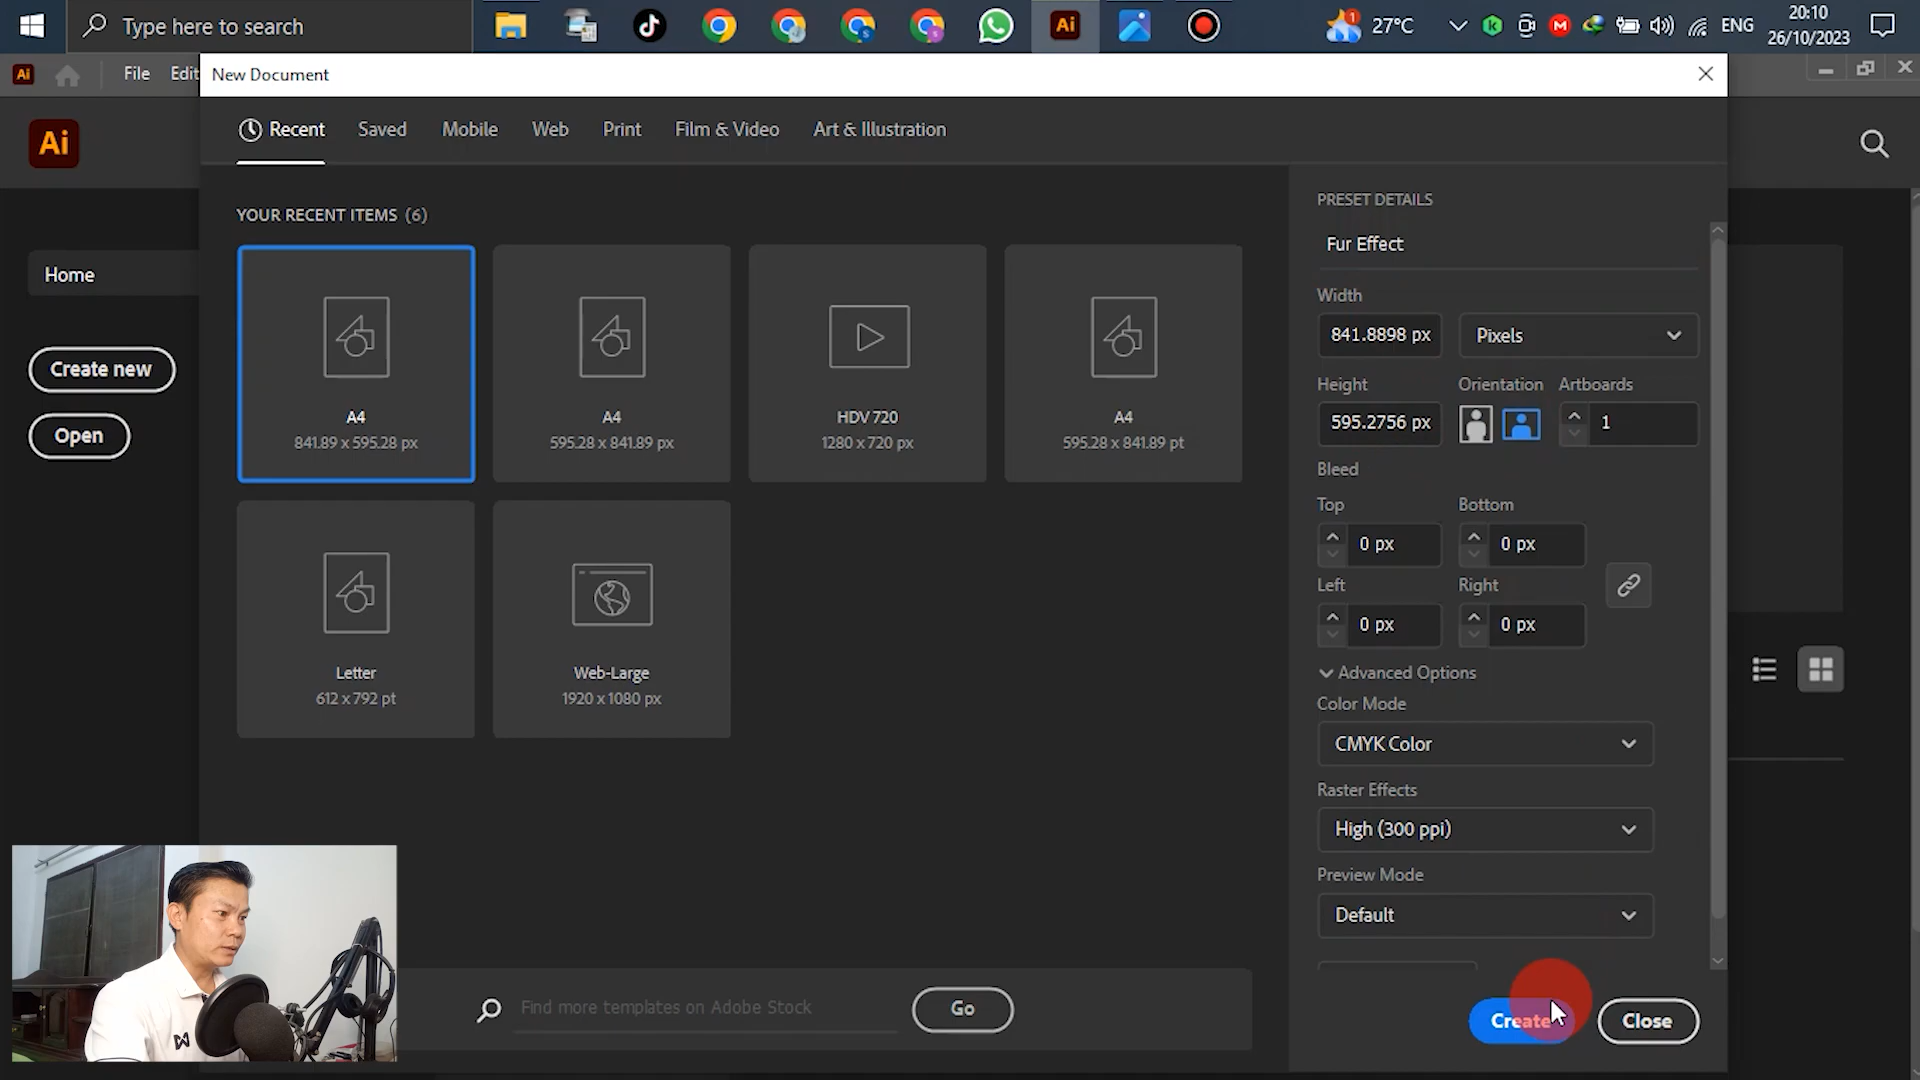 Type here to search
Ai
1
27°C
ENG
20:10
26/10/2023
Ai
File
Edit
New Document
Ai
Recent
Saved
Mobile
Web
Print
Film & Video
Art & Illustration
Home
Create new
Open
YOUR RECENT ITEMS (6)
A4
841.89 x 595.28 px
A4
595.28 x 841.89 px
HDV 720
1280 x 720 px
A4
595.28 x 841.89 pt
Letter
612 x 792 pt
Web-Large
1920 x 1080 px
Find more templates on Adobe Stock
Go
PRESET DETAILS
Fur Effect
Width
841.8898 px
Pixels
Height
Orientation
Artboards
595.2756 px
1
Bleed
Top
Bottom
0 px
0 px
Left
Right
0 px
0 px
Advanced Options
Color Mode
CMYK Color
Raster Effects
High (300 ppi)
Preview Mode
Default
Create
Close